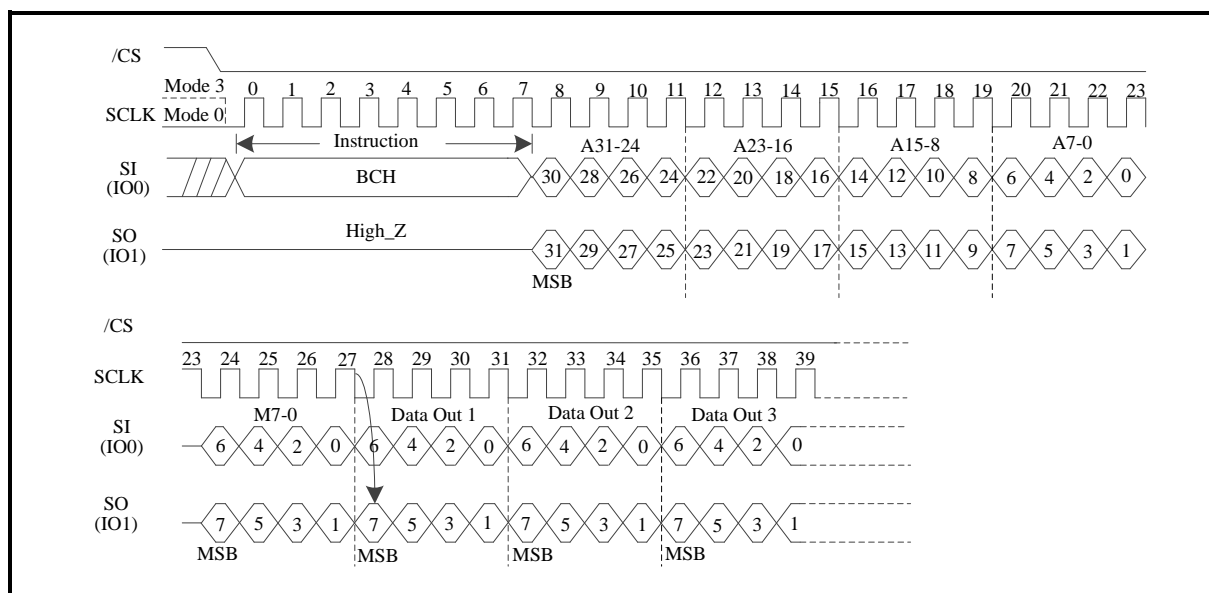 /CS
Mode 3 0 1 2 3 4 5 6 7 8 9 10 11 12 13 14 15 16 17 18 19 20 21 22 23
SCLK Mode 0
Instruction A31-24 A23-16 A15-8 A7-0
SI (IO0) BCH 30 28 26 24 22 20 18 16 14 12 10 8 6 4 2 0
High_Z
SO (IO1) 31 29 27 25 23 21 19 17 15 13 11 9 7 5 3 1
MSB
/CS
23 24 25 26 27 28 29 30 31 32 33 34 35 36 37 38 39
SCLK
M7-0 Data Out 1 Data Out 2 Data Out 3
SI (IO0) 6 4 2 0 6 4 2 0 6 4 2 0 6 4 2 0
SO (IO1) 7 5 3 1 7 5 3 1 7 5 3 1 7 5 3 1
MSB MSB MSB MSB